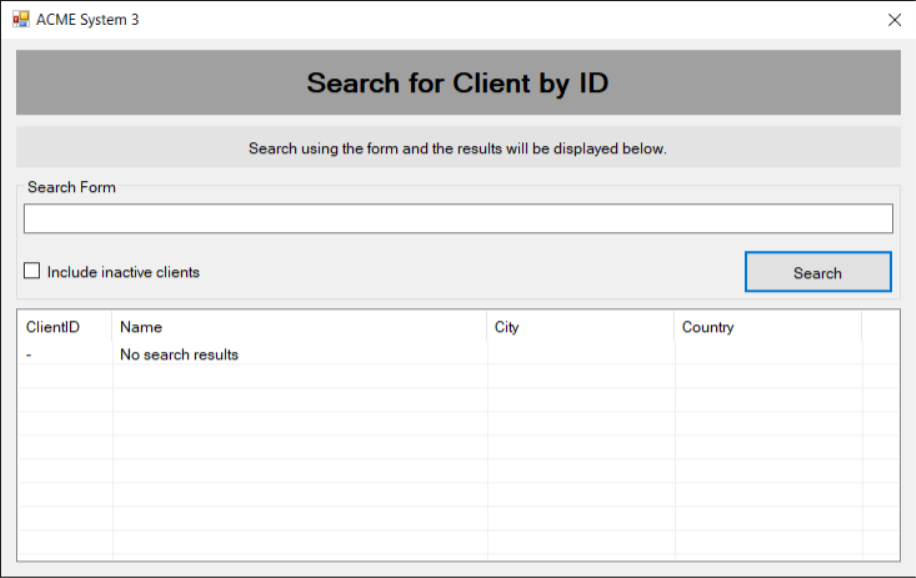 ACME System 3
Search for Client by ID
Search using the form and the results will be displayed below.
Search Form
Include inactive clients
Search
ClientID Name City Country
- No search results